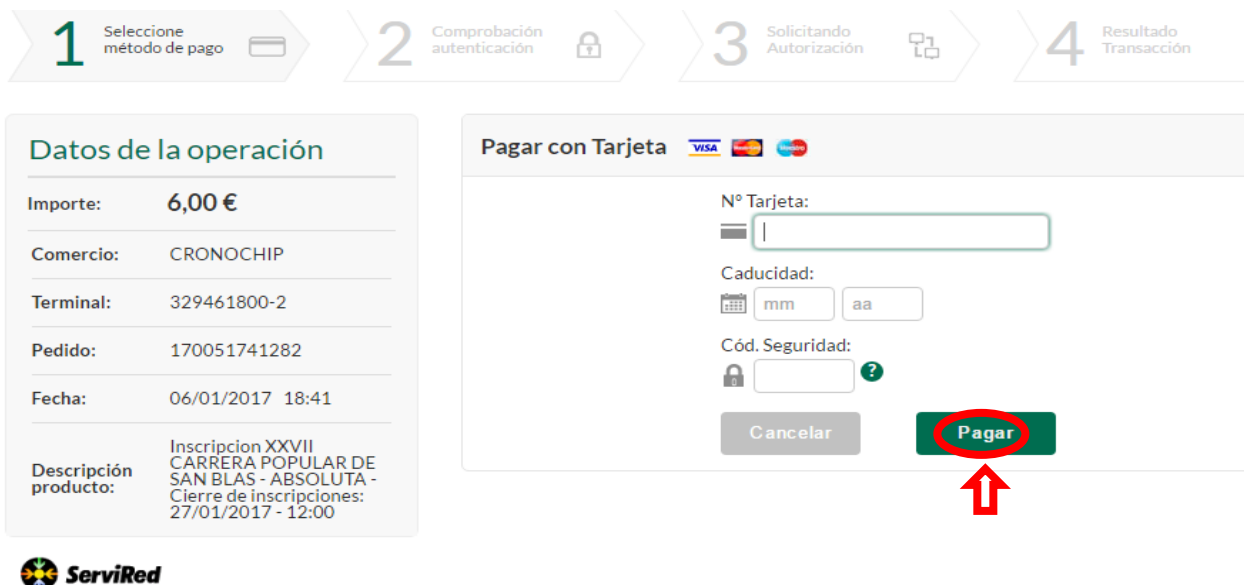 1 Seleccione
método de pago
2 Comprobación
autenticación
3 Solicitando
Autorización
4 Resultado
Transacción
Datos de la operación
Importe: 6,00 €
Comercio: CRONOCHIP
Terminal: 329461800-2
Pedido: 170051741282
Fecha: 06/01/2017 18:41
Descripción
producto:
Inscripcion XXVII
CARRERA POPULAR DE
SAN BLAS - ABSOLUTA -
Cierre de inscripciones:
27/01/2017 - 12:00
ServiRed
Pagar con Tarjeta VISA MasterCard Maestro
Nº Tarjeta:
Caducidad:
mm aa
Cód. Seguridad:
?
Cancelar Pagar